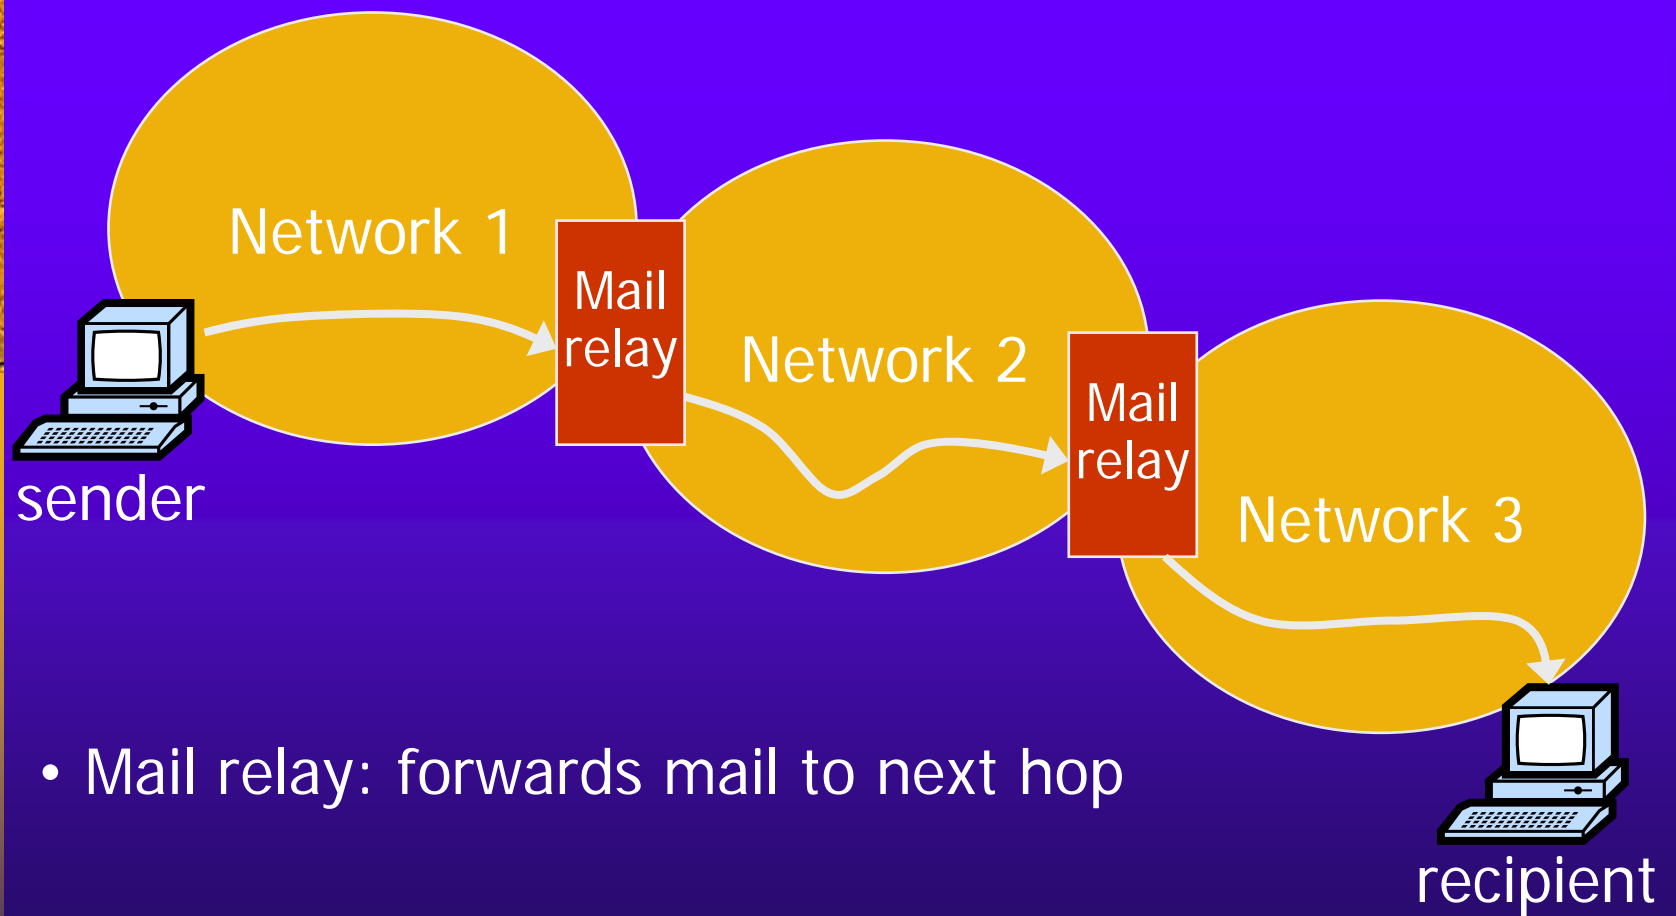 Network 1
Mail
relay
Network 2
Mail
relay
sender
Network 3
• Mail relay: forwards mail to next hop
recipient